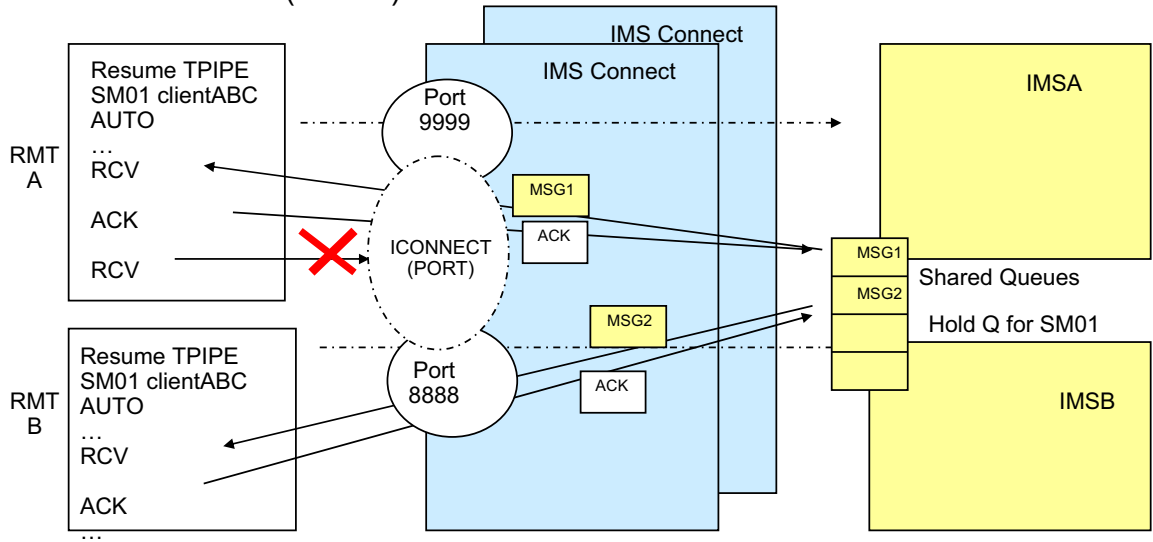 IMS Connect
IMS Connect
RMT
A
Resume TPIPE
SM01 clientABC
AUTO
…
RCV
ACK
RCV
Port
9999
ICONNECT
(PORT)
MSG1
ACK
IMSA
MSG1
MSG2
Shared Queues
Hold Q for SM01
RMT
B
Resume TPIPE
SM01 clientABC
AUTO
…
RCV
ACK
…
Port
8888
MSG2
ACK
IMSB